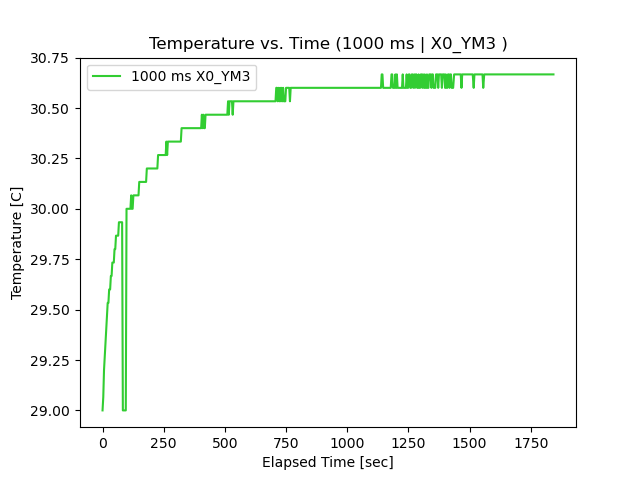 Temperature vs. Time (1000 ms | X0_YM3 )
1000 ms X0_YM3
30.75
30.50
30.25
30.00
29.75
29.50
29.25
29.00
Temperature [C]
0 250 500 750 1000 1250 1500 1750
Elapsed Time [sec]